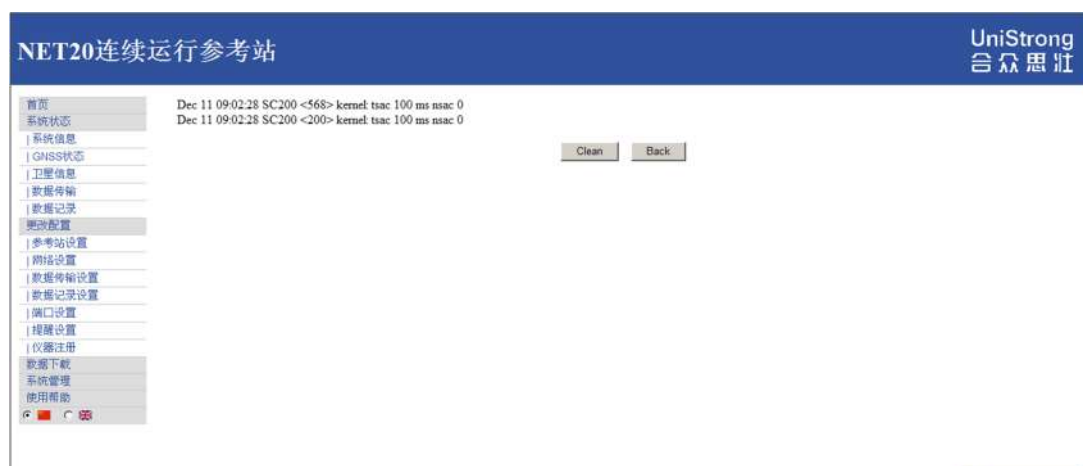 NET20连续运行参考站
UniStrong
合众思壮
首页
系统状态
| 系统信息
| GNSS状态
| 卫星信息
| 数据传输
| 数据记录
更改配置
| 参考站设置
| 网络设置
| 数据传输设置
| 数据记录设置
| 端口设置
| 提醒设置
| 仪器注册
数据下载
系统管理
使用帮助
Dec 11 09:02:28 SC200 <568> kernel: tsac 100 ms nsac 0
Dec 11 09:02:28 SC200 <200> kernel: tsac 100 ms nsac 0
Clean Back